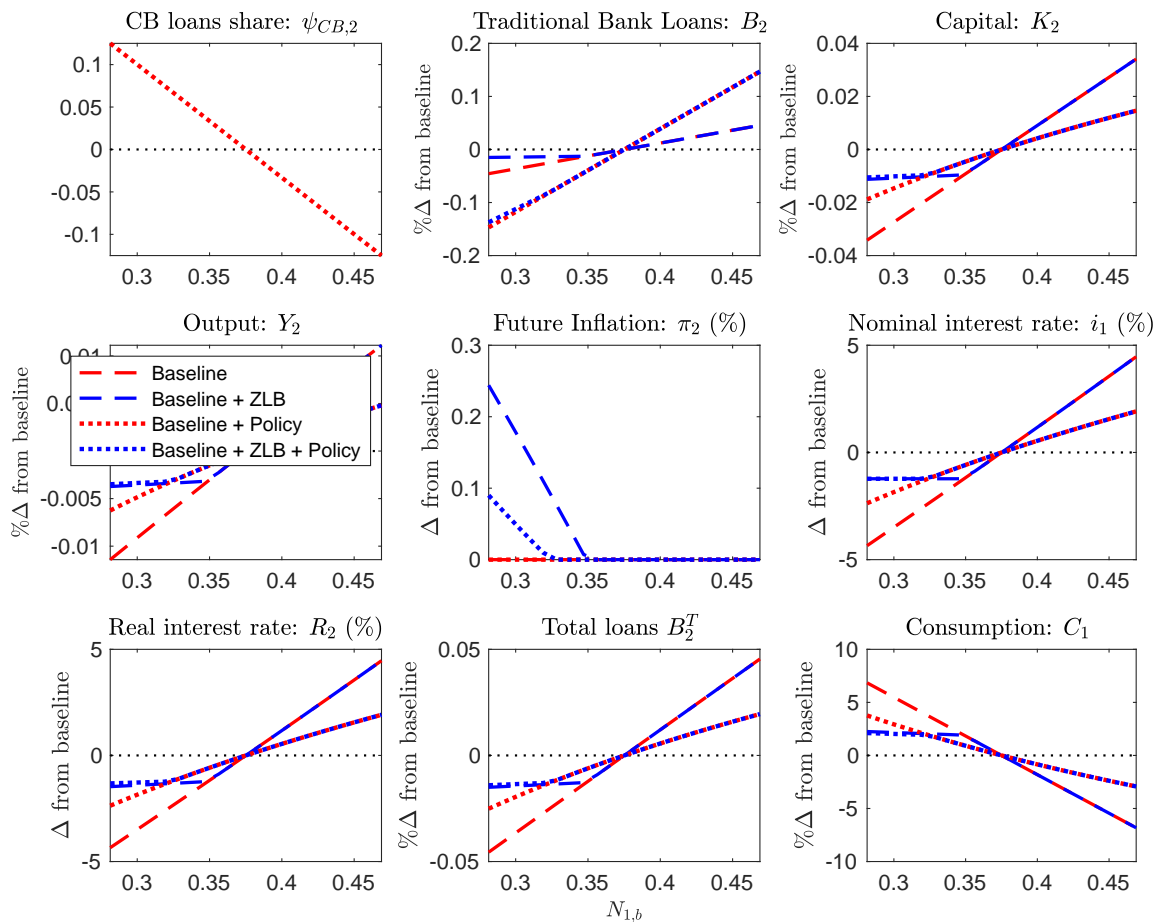 CB loans share: ψ_{CB,2}
0.1
0.05
0
-0.05
-0.1
0.3 0.35 0.4 0.45
Traditional Bank Loans: B_2
%Δ from baseline
0.2
0.1
0
-0.1
-0.2
0.3 0.35 0.4 0.45
Capital: K_2
%Δ from baseline
0.04
0.02
0
-0.02
-0.04
0.3 0.35 0.4 0.45
Output: Y_2
%Δ from baseline
-0.005
-0.01
0.3 0.35 0.4 0.45
Baseline
Baseline + ZLB
Baseline + Policy
Baseline + ZLB + Policy
Future Inflation: π_2 (%)
Δ from baseline
0.3
0.2
0.1
0
0.3 0.35 0.4 0.45
Nominal interest rate: i_1 (%)
Δ from baseline
5
0
-5
0.3 0.35 0.4 0.45
Real interest rate: R_2 (%)
Δ from baseline
5
0
-5
0.3 0.35 0.4 0.45
Total loans B_2^T
%Δ from baseline
0.05
0
-0.05
0.3 0.35 0.4 0.45
N_{1,b}
Consumption: C_1
%Δ from baseline
10
5
0
-5
-10
0.3 0.35 0.4 0.45